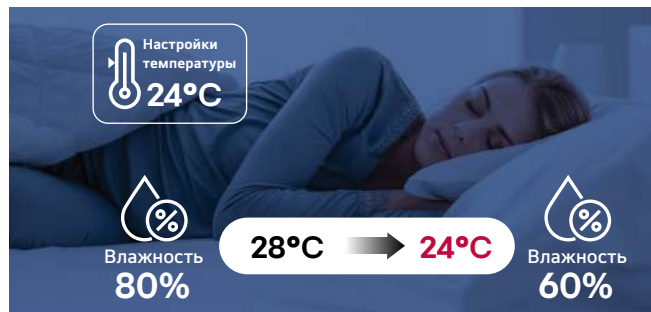 Настройки
температуры
24°C
28°C
24°C
Влажность
80%
Влажность
60%